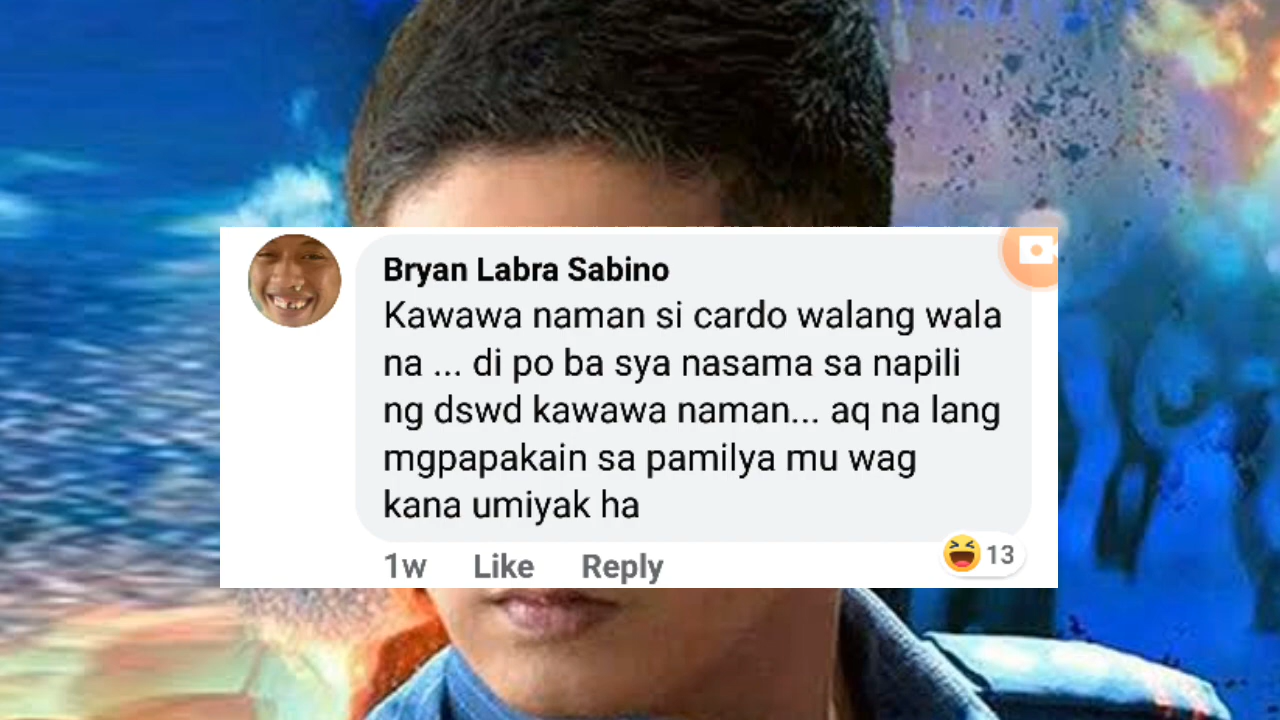 Bryan Labra Sabino
Kawawa naman si cardo walang wala
na ... di po ba sya nasama sa napili
ng dswd kawawa naman... aq na lang
mgpapakain sa pamilya mu wag
kana umiyak ha
1w Like Reply 13